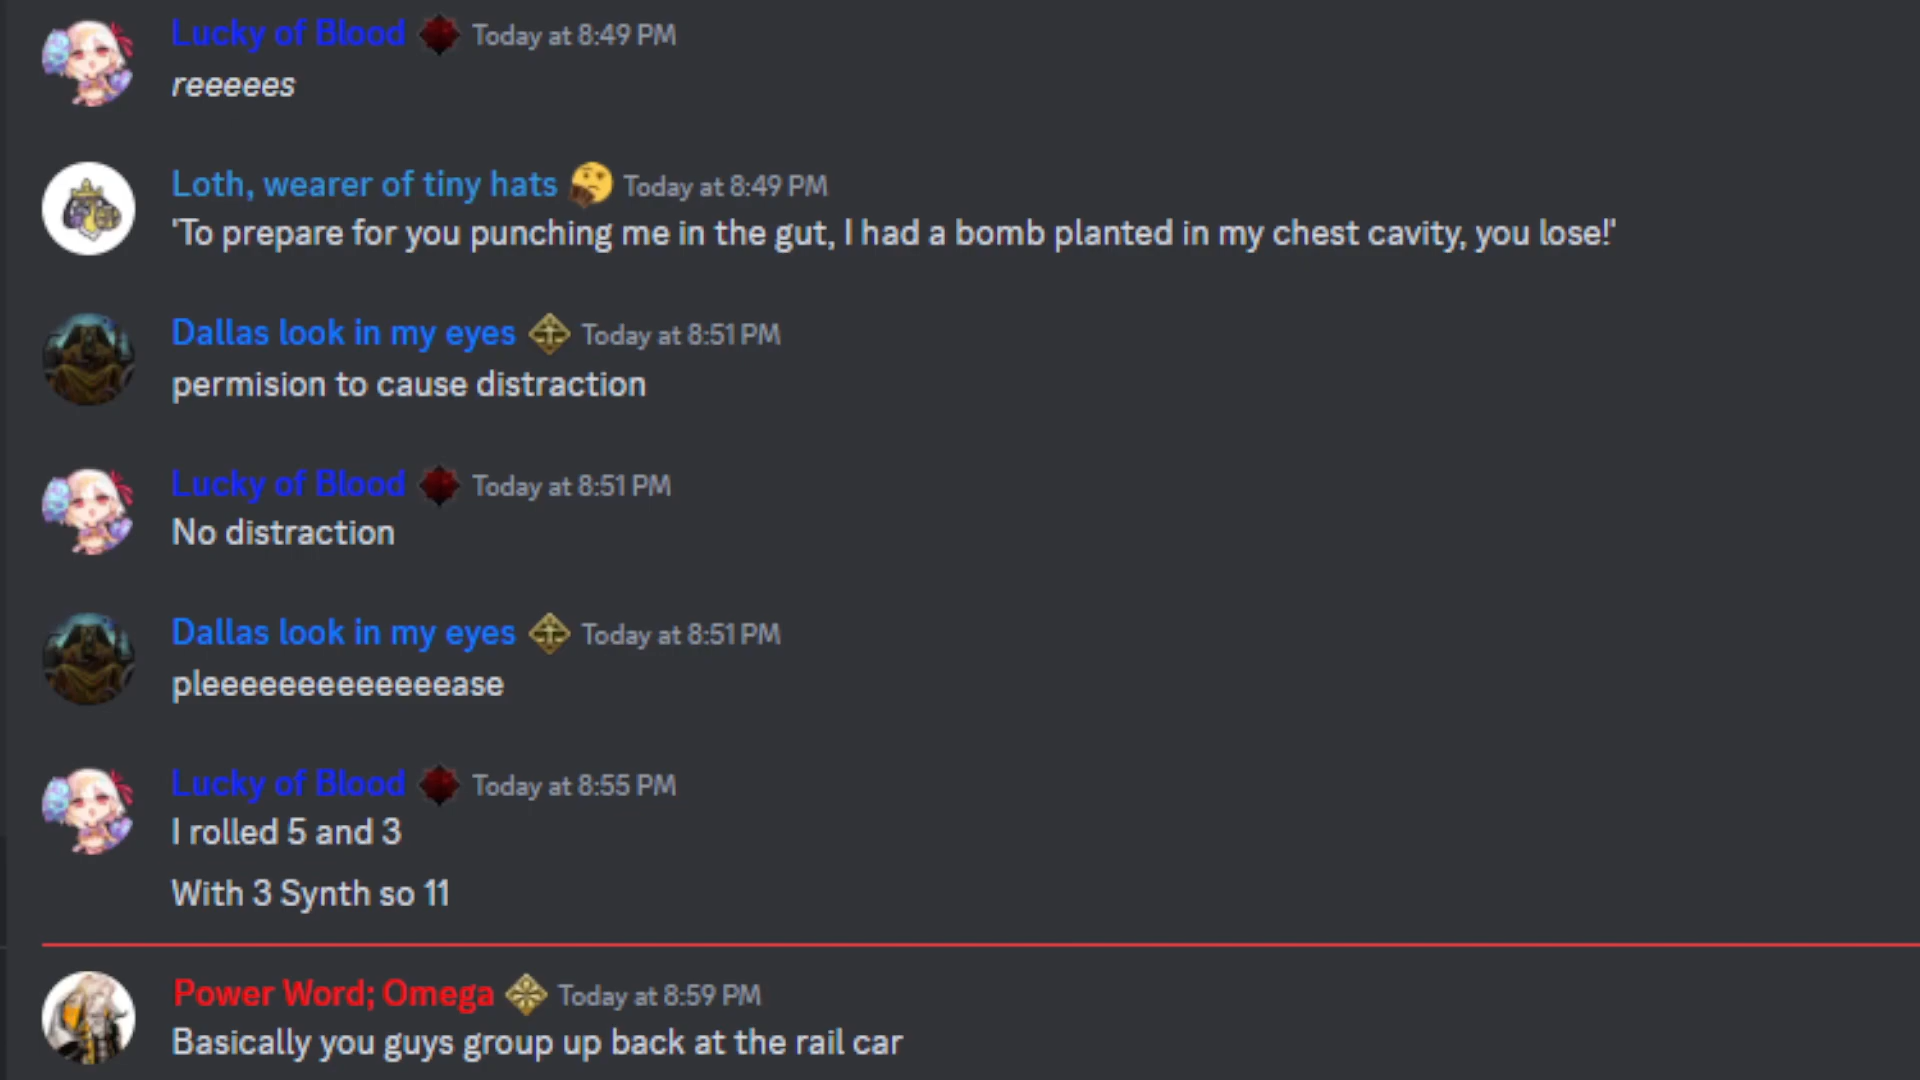 Lucky of Blood Today at 8:49 PM
reeeees
Loth, wearer of tiny hats Today at 8:49 PM
'To prepare for you punching me in the gut, I had a bomb planted in my chest cavity, you lose!'
Dallas look in my eyes Today at 8:51 PM
permision to cause distraction
Lucky of Blood Today at 8:51 PM
No distraction
Dallas look in my eyes Today at 8:51 PM
pleeeeeeeeeeeeease
Lucky of Blood Today at 8:55 PM
I rolled 5 and 3
With 3 Synth so 11
Power Word; Omega Today at 8:59 PM
Basically you guys group up back at the rail car